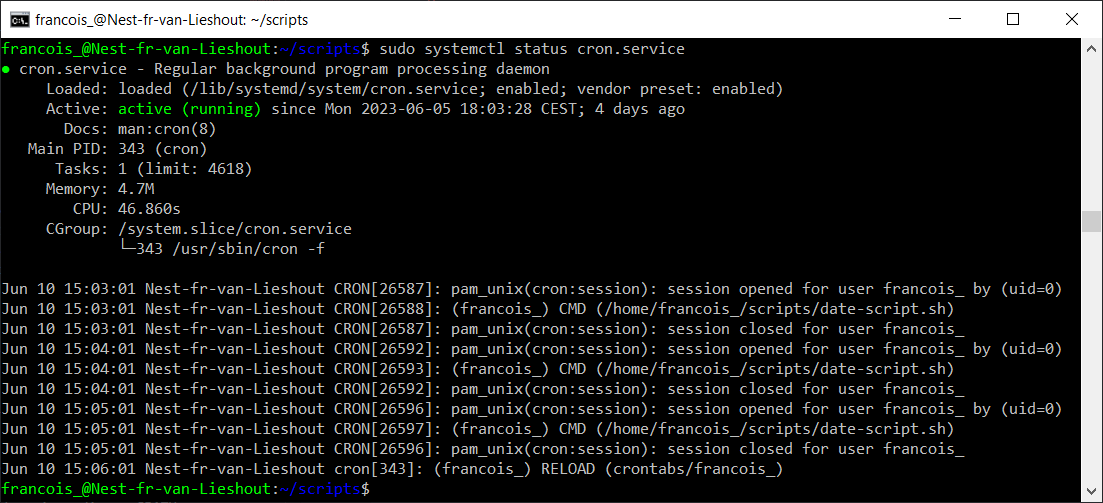 francois_@Nest-fr-van-Lieshout: ~/scripts
francois_@Nest-fr-van-Lieshout:~/scripts$ sudo systemctl status cron.service
● cron.service - Regular background program processing daemon
     Loaded: loaded (/lib/systemd/system/cron.service; enabled; vendor preset: enabled)
     Active: active (running) since Mon 2023-06-05 18:03:28 CEST; 4 days ago
       Docs: man:cron(8)
   Main PID: 343 (cron)
      Tasks: 1 (limit: 4618)
     Memory: 4.7M
        CPU: 46.860s
     CGroup: /system.slice/cron.service
             └─343 /usr/sbin/cron -f

Jun 10 15:03:01 Nest-fr-van-Lieshout CRON[26587]: pam_unix(cron:session): session opened for user francois_ by (uid=0)
Jun 10 15:03:01 Nest-fr-van-Lieshout CRON[26588]: (francois_) CMD (/home/francois_/scripts/date-script.sh)
Jun 10 15:03:01 Nest-fr-van-Lieshout CRON[26587]: pam_unix(cron:session): session closed for user francois_
Jun 10 15:04:01 Nest-fr-van-Lieshout CRON[26592]: pam_unix(cron:session): session opened for user francois_ by (uid=0)
Jun 10 15:04:01 Nest-fr-van-Lieshout CRON[26593]: (francois_) CMD (/home/francois_/scripts/date-script.sh)
Jun 10 15:04:01 Nest-fr-van-Lieshout CRON[26592]: pam_unix(cron:session): session closed for user francois_
Jun 10 15:05:01 Nest-fr-van-Lieshout CRON[26596]: pam_unix(cron:session): session opened for user francois_ by (uid=0)
Jun 10 15:05:01 Nest-fr-van-Lieshout CRON[26597]: (francois_) CMD (/home/francois_/scripts/date-script.sh)
Jun 10 15:05:01 Nest-fr-van-Lieshout CRON[26596]: pam_unix(cron:session): session closed for user francois_
Jun 10 15:06:01 Nest-fr-van-Lieshout cron[343]: (francois_) RELOAD (crontabs/francois_)
francois_@Nest-fr-van-Lieshout:~/scripts$